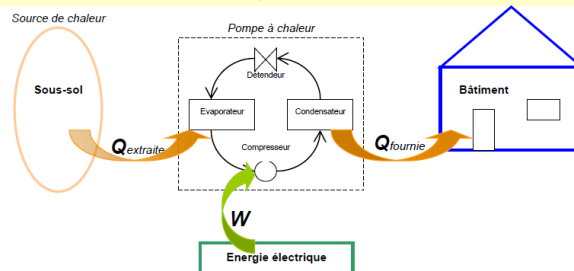 Source de chaleur
Pompe à chaleur
Détendeur
Sous-sol
Bâtiment
Evaporateur
Condensateur
Qextraite
Compresseur
Qfournie
W
Energie électrique